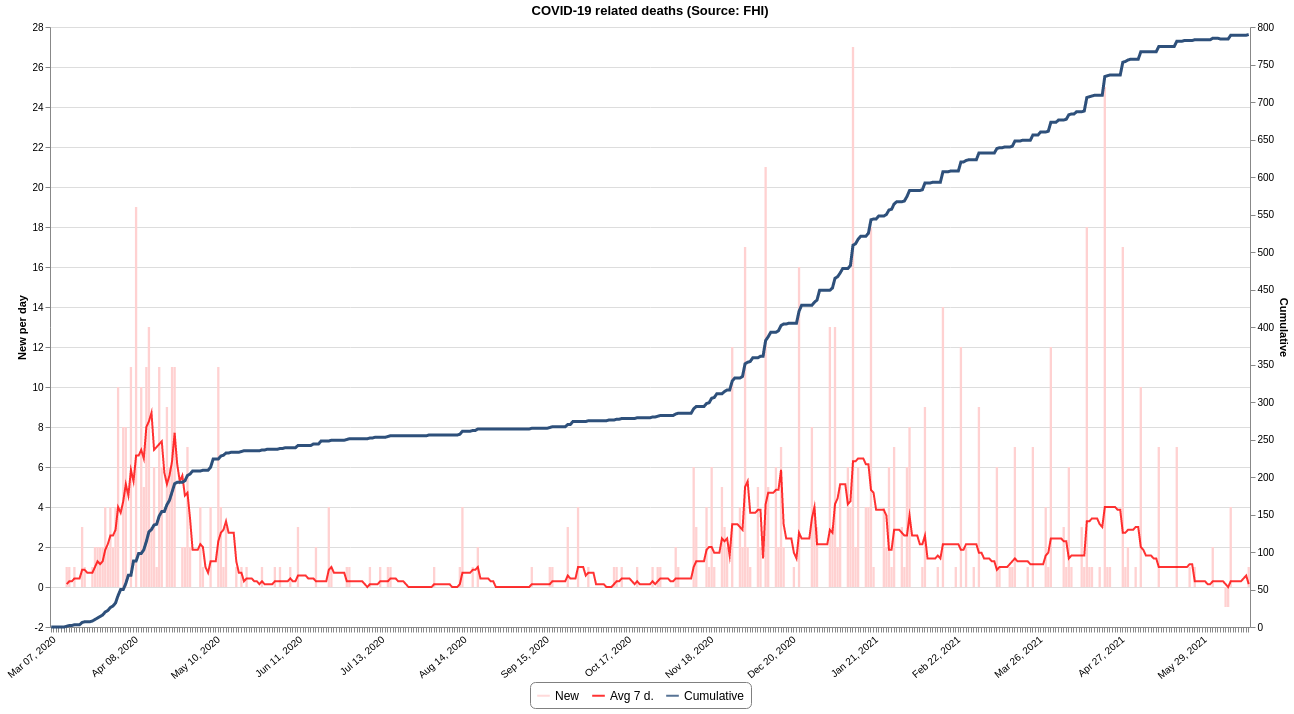 COVID-19 related deaths (Source: FHI)
28
26
24
22
20
18
16
14
12
10
8
6
4
2
0
-2
New per day
800
750
700
650
600
550
500
450
400
350
300
250
200
150
100
50
0
Cumulative
Mar 07, 2020
Apr 08, 2020
May 10, 2020
Jun 11, 2020
Jul 13, 2020
Aug 14, 2020
Sep 15, 2020
Oct 17, 2020
Nov 18, 2020
Dec 20, 2020
Jan 21, 2021
Feb 22, 2021
Mar 26, 2021
Apr 27, 2021
May 29, 2021
New Avg 7 d. Cumulative